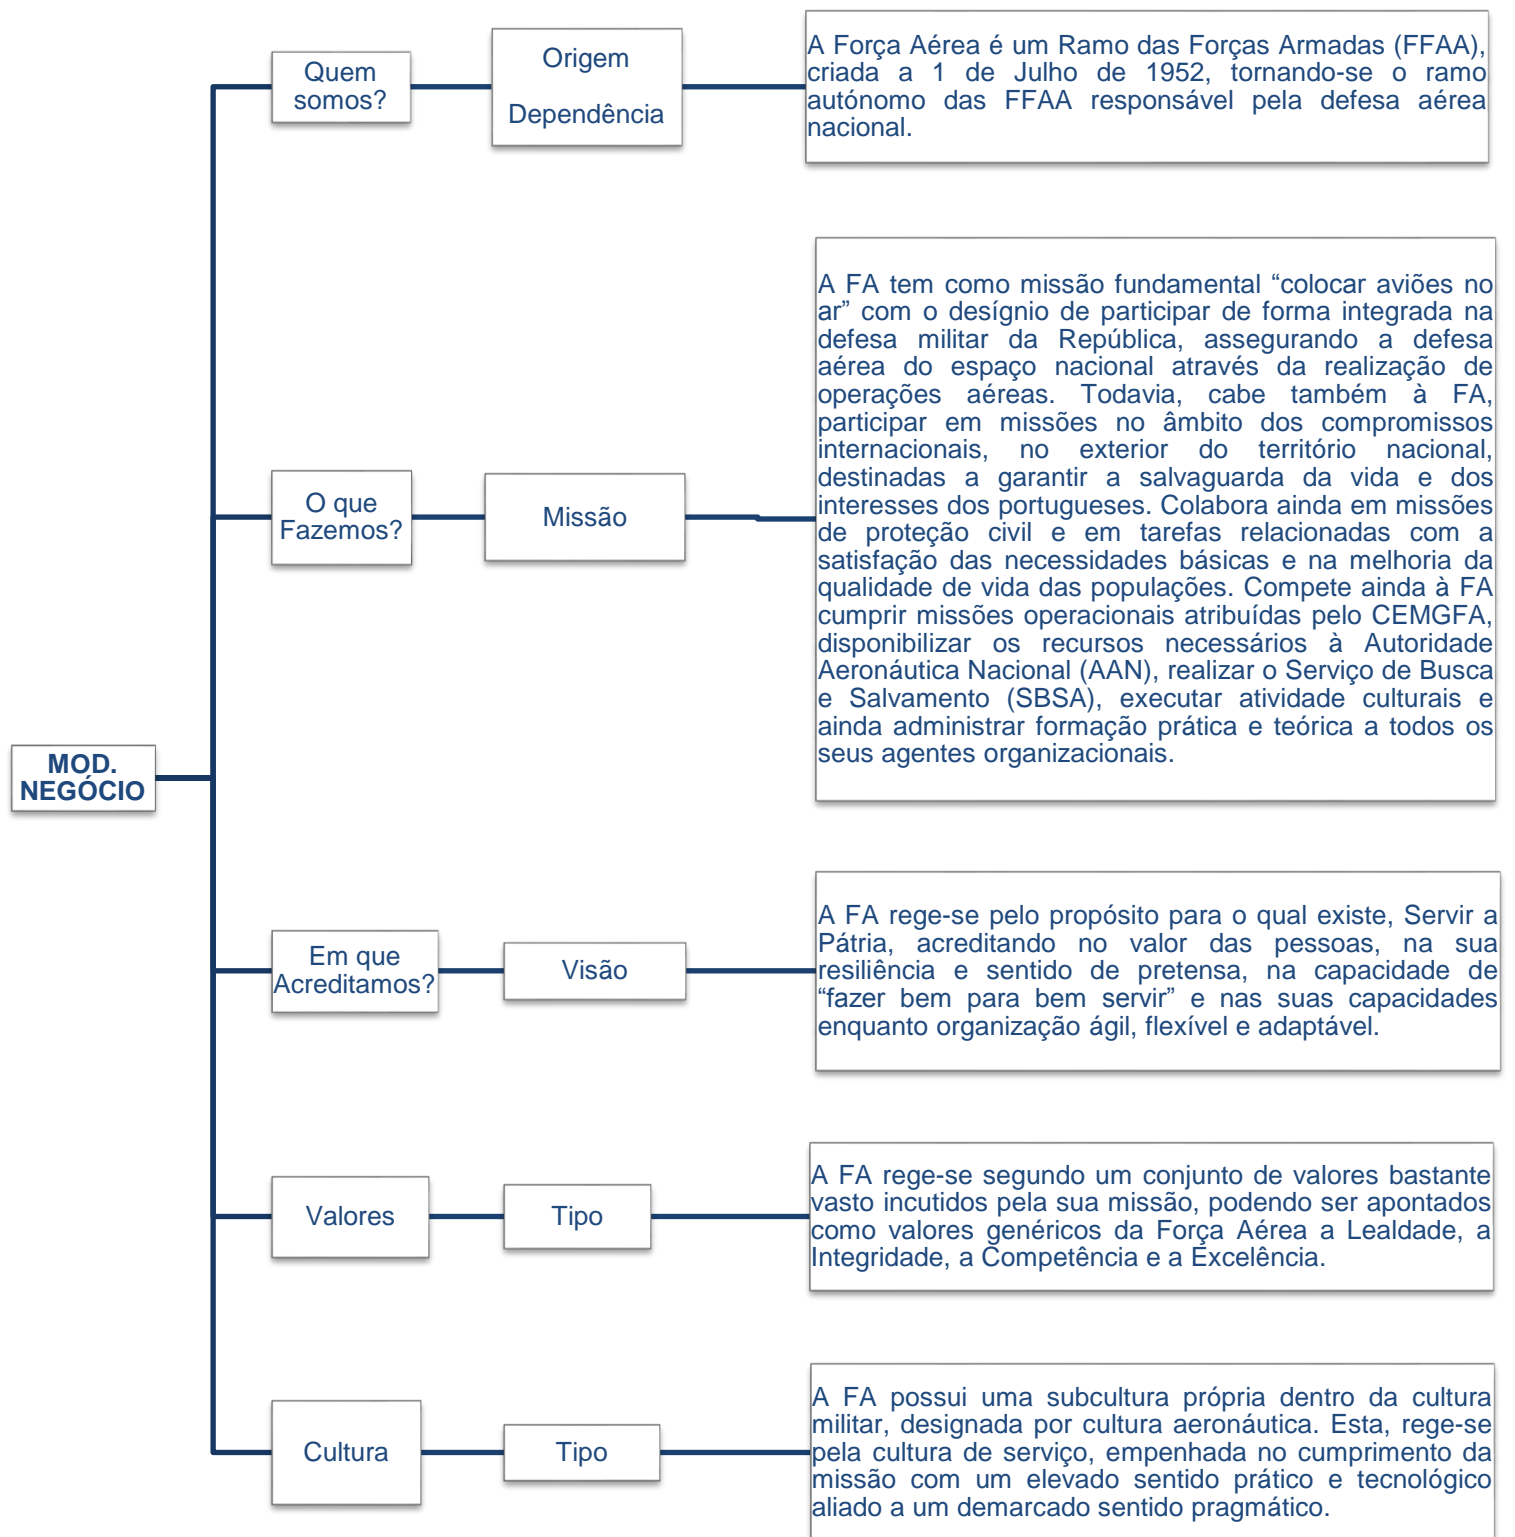 Quem
somos?
Origem
Dependência
A Força Aérea é um Ramo das Forças Armadas (FFAA),
criada a 1 de Julho de 1952, tornando-se o ramo
autónomo das FFAA responsável pela defesa aérea
nacional.
O que
Fazemos?
Missão
A FA tem como missão fundamental “colocar aviões no
ar” com o desígnio de participar de forma integrada na
defesa militar da República, assegurando a defesa
aérea do espaço nacional através da realização de
operações aéreas. Todavia, cabe também à FA,
participar em missões no âmbito dos compromissos
internacionais, no exterior do território nacional,
destinadas a garantir a salvaguarda da vida e dos
interesses dos portugueses. Colabora ainda em missões
de proteção civil e em tarefas relacionadas com a
satisfação das necessidades básicas e na melhoria da
qualidade de vida das populações. Compete ainda à FA
cumprir missões operacionais atribuídas pelo CEMGFA,
disponibilizar os recursos necessários à Autoridade
Aeronáutica Nacional (AAN), realizar o Serviço de Busca
e Salvamento (SBSA), executar atividade culturais e
ainda administrar formação prática e teórica a todos os
seus agentes organizacionais.
MOD.
NEGÓCIO
Em que
Acreditamos?
Visão
A FA rege-se pelo propósito para o qual existe, Servir a
Pátria, acreditando no valor das pessoas, na sua
resiliência e sentido de pretensa, na capacidade de
“fazer bem para bem servir” e nas suas capacidades
enquanto organização ágil, flexível e adaptável.
Valores
Tipo
A FA rege-se segundo um conjunto de valores bastante
vasto incutidos pela sua missão, podendo ser apontados
como valores genéricos da Força Aérea a Lealdade, a
Integridade, a Competência e a Excelência.
Cultura
Tipo
A FA possui uma subcultura própria dentro da cultura
militar, designada por cultura aeronáutica. Esta, rege-se
pela cultura de serviço, empenhada no cumprimento da
missão com um elevado sentido prático e tecnológico
aliado a um demarcado sentido pragmático.